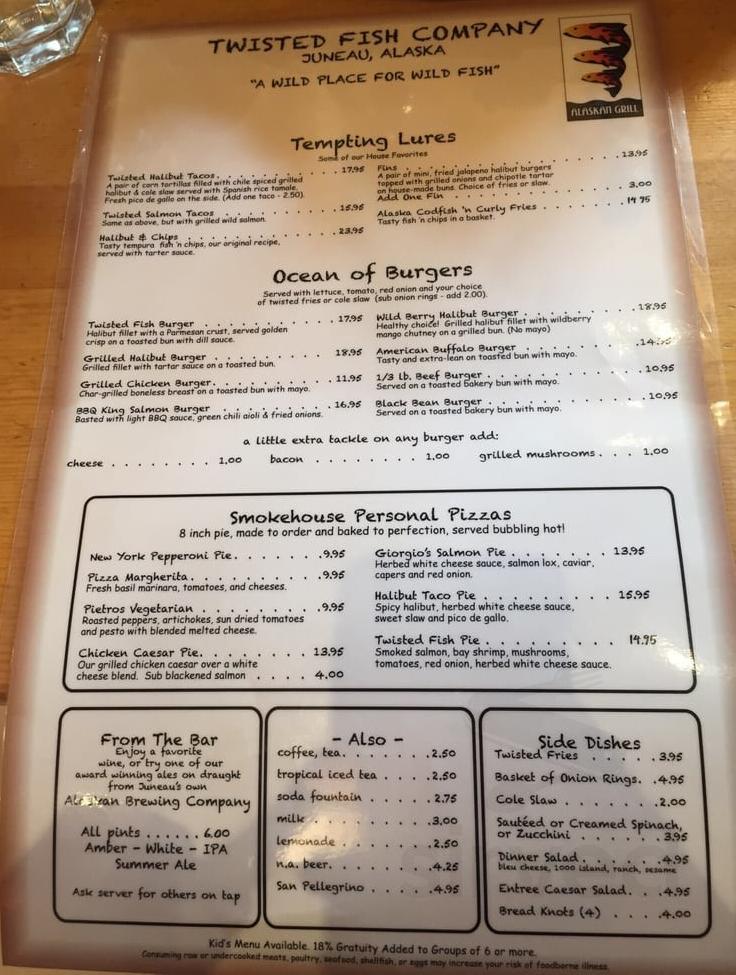 TWISTED FISH COMPANY
JUNEAU, ALASKA
"A WILD PLACE FOR WILD FISH"
ALASKAN GRILL
Tempting Lures
Some of our House Favorites
Twisted Halibut Tacos. . . . . . . . . . . . 17.95
A pair of corn tortillas filled with chile spiced grilled
halibut & cole slaw served with Spanish rice tamale.
Fresh pico de gallo on the side. (Add one taco - 2.50).
Twisted Salmon Tacos . . . . . . . . . . . . 15.95
Same as above, but with grilled wild salmon.
Halibut & Chips . . . . . . . . . . . . 23.95
Tasty tempura fish 'n chips, our original recipe,
served with tarter sauce.
Fins . . . . . . . . . . . . 13.95
A pair of mini, fried jalapeno halibut burgers
topped with grilled onions and chipotle tartar
on house-made buns. Choice of fries or slaw.
Add One Fin . . . . . . . . . . . . 3.00
Alaska Codfish 'n Curly Fries . . . . . . . . 14.95
Tasty fish 'n chips in a basket.
Ocean of Burgers
Served with lettuce, tomato, red onion and your choice
of twisted fries or cole slaw (sub onion rings - add 2.00).
Twisted Fish Burger . . . . . . . . . . 17.95
Halibut fillet with a Parmesan crust, served golden
crisp on a toasted bun with dill sauce.
Grilled Halibut Burger . . . . . . . . . . 18.95
Grilled fillet with tartar sauce on a toasted bun.
Grilled Chicken Burger. . . . . . . . . . 11.95
Char-grilled boneless breast on a toasted bun with mayo.
BBQ King Salmon Burger . . . . . . . . . 16.95
Basted with light BBQ sauce, green chili aioli & fried onions.
Wild Berry Halibut Burger . . . . . . . . . 18.95
Healthy choice! Grilled halibut fillet with wildberry
mango chutney on a grilled bun. (No mayo)
American Buffalo Burger . . . . . . . . . .14.95
Tasty and extra-lean on toasted bun with mayo.
1/3 lb. Beef Burger . . . . . . . . . . . . 10.95
Served on a toasted bakery bun with mayo.
Black Bean Burger . . . . . . . . . . . . 10.95
Served on a toasted bakery bun with mayo.
a little extra tackle on any burger add:
cheese . . . . . . . . 1.00 bacon . . . . . . . . 1.00 grilled mushrooms . . . 1.00
Smokehouse Personal Pizzas
8 inch pie, made to order and baked to perfection, served bubbling hot!
New York Pepperoni Pie. . . . . . . .9.95
Pizza Margherita. . . . . . . . . . .9.95
Fresh basil marinara, tomatoes, and cheeses.
Pietros Vegetarian . . . . . . . . . .9.95
Roasted peppers, artichokes, sun dried tomatoes
and pesto with blended melted cheese.
Chicken Caesar Pie. . . . . . . . . 13.95
Our grilled chicken caesar over a white
cheese blend. Sub blackened salmon . . . . 4.00
Giorgio's Salmon Pie . . . . . . . 13.95
Herbed white cheese sauce, salmon lox, caviar,
capers and red onion.
Halibut Taco Pie . . . . . . . . . . 15.95
Spicy halibut, herbed white cheese sauce,
sweet slaw and pico de gallo.
Twisted Fish Pie . . . . . . . . . . 14.95
Smoked salmon, bay shrimp, mushrooms,
tomatoes, red onion, herbed white cheese sauce.
From The Bar
Enjoy a favorite
wine, or try one of our
award winning ales on draught
from Juneau's own
Alaskan Brewing Company
All pints . . . . . . 6.00
Amber - White - IPA
Summer Ale
Ask server for others on tap
- Also -
coffee, tea. . . . . . .2.50
tropical iced tea . . . . .2.50
soda fountain . . . . . . 2.75
milk. . . . . . . . . . .3.00
lemonade . . . . . . . .2.50
n.a. beer. . . . . . . . .4.25
San Pellegrino . . . . .4.95
Side Dishes
Twisted Fries . . . . . 3.95
Basket of Onion Rings. .4.95
Cole Slaw . . . . . . .2.00
Sautéed or Creamed Spinach,
or Zucchini . . . . . . 3.95
Dinner Salad. . . . . .4.95
bleu cheese, 1000 island, ranch, sesame
Entree Caesar Salad. . .4.95
Bread Knots (4) . . . .4.00
Kid's Menu Available. 18% Gratuity Added to Groups of 6 or more.
Consuming raw or undercooked meats, poultry, seafood, shellfish, or eggs may increase your risk of foodborne illness.